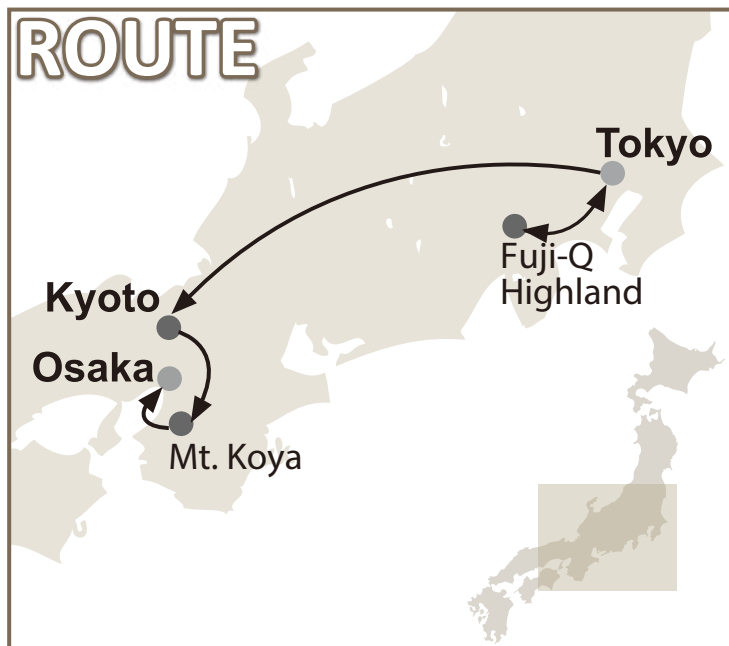 ROUTE
Tokyo
Fuji-Q
Highland
Kyoto
Osaka
Mt. Koya